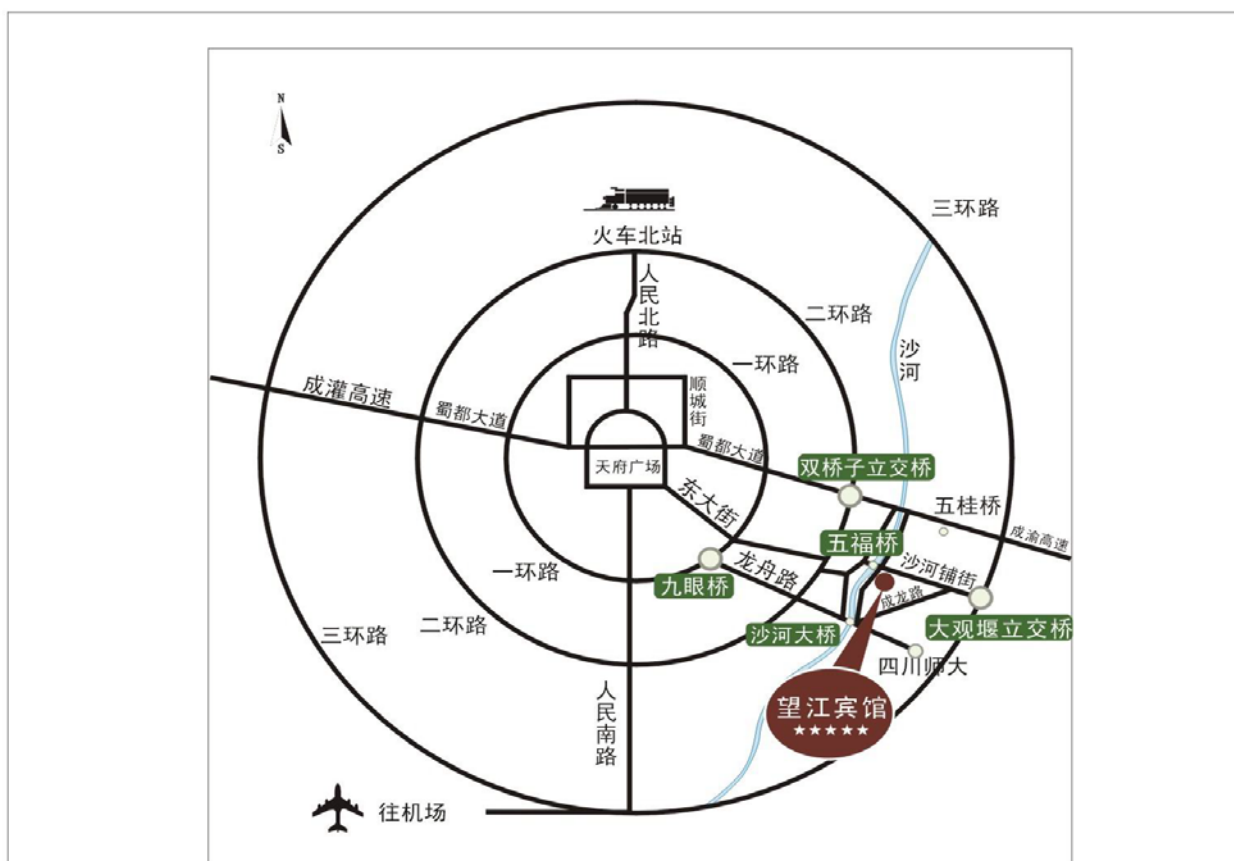 N
S
三环路
火车北站
人民北路
二环路
一环路
沙河
顺城街
成灌高速
蜀都大道
蜀都大道
天府广场
双桥子立交桥
东大街
五桂桥
成渝高速
五福桥
龙舟路
沙河铺街
九眼桥
一环路
成龙路
二环路
三环路
沙河大桥
大观堰立交桥
四川师大
望江宾馆
★★★★★
人民南路
往机场